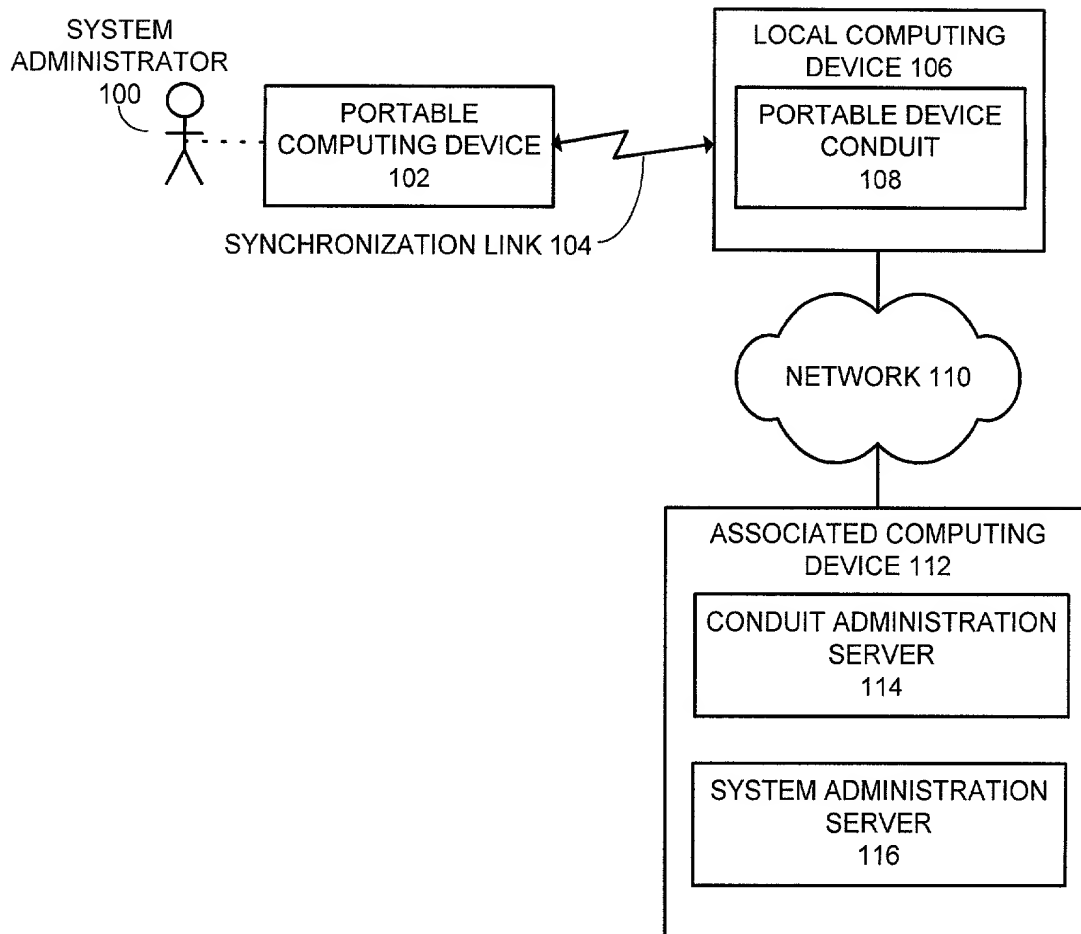 SYSTEM
ADMINISTRATOR
100
PORTABLE
COMPUTING DEVICE
102
SYNCHRONIZATION LINK 104
LOCAL COMPUTING
DEVICE 106
PORTABLE DEVICE
CONDUIT
108
NETWORK 110
ASSOCIATED COMPUTING
DEVICE 112
CONDUIT ADMINISTRATION
SERVER
114
SYSTEM ADMINISTRATION
SERVER
116